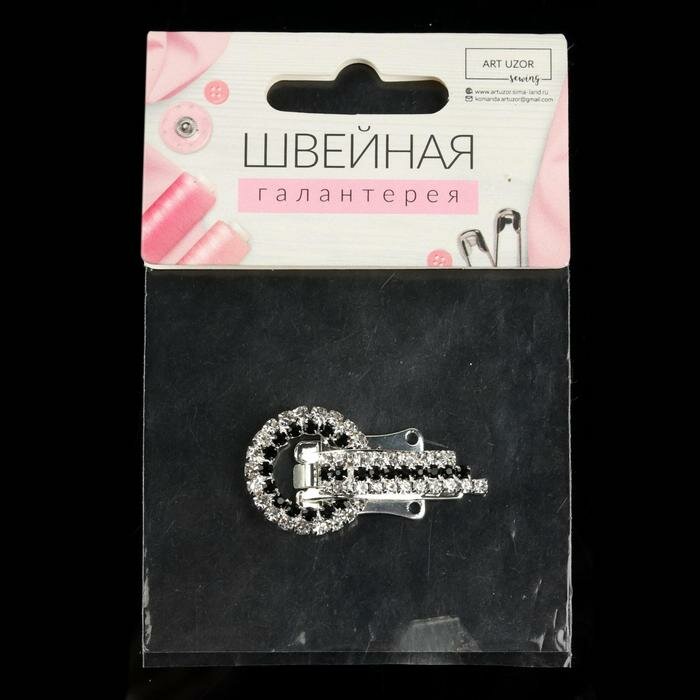 ART UZOR
sewing
www.artuzor.sima-land.ru
komanda.artuzor@gmail.com
ШВЕЙНАЯ
галантерея